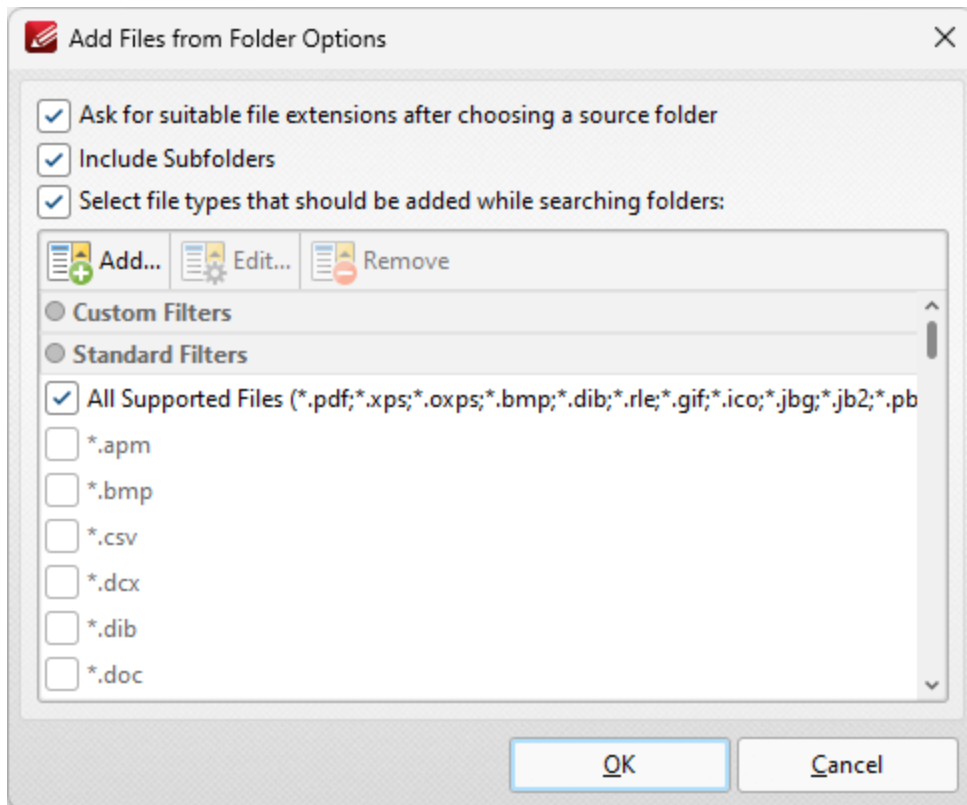 Add Files from Folder Options
Ask for suitable file extensions after choosing a source folder
Include Subfolders
Select file types that should be added while searching folders:
Add... Edit... Remove
Custom Filters
Standard Filters
All Supported Files (*.pdf;*.xps;*.oxps;*.bmp;*.dib;*.rle;*.gif;*.ico;*.jbg;*.jb2;*.pb
*.apm
*.bmp
*.csv
*.dcx
*.dib
*.doc
OK Cancel